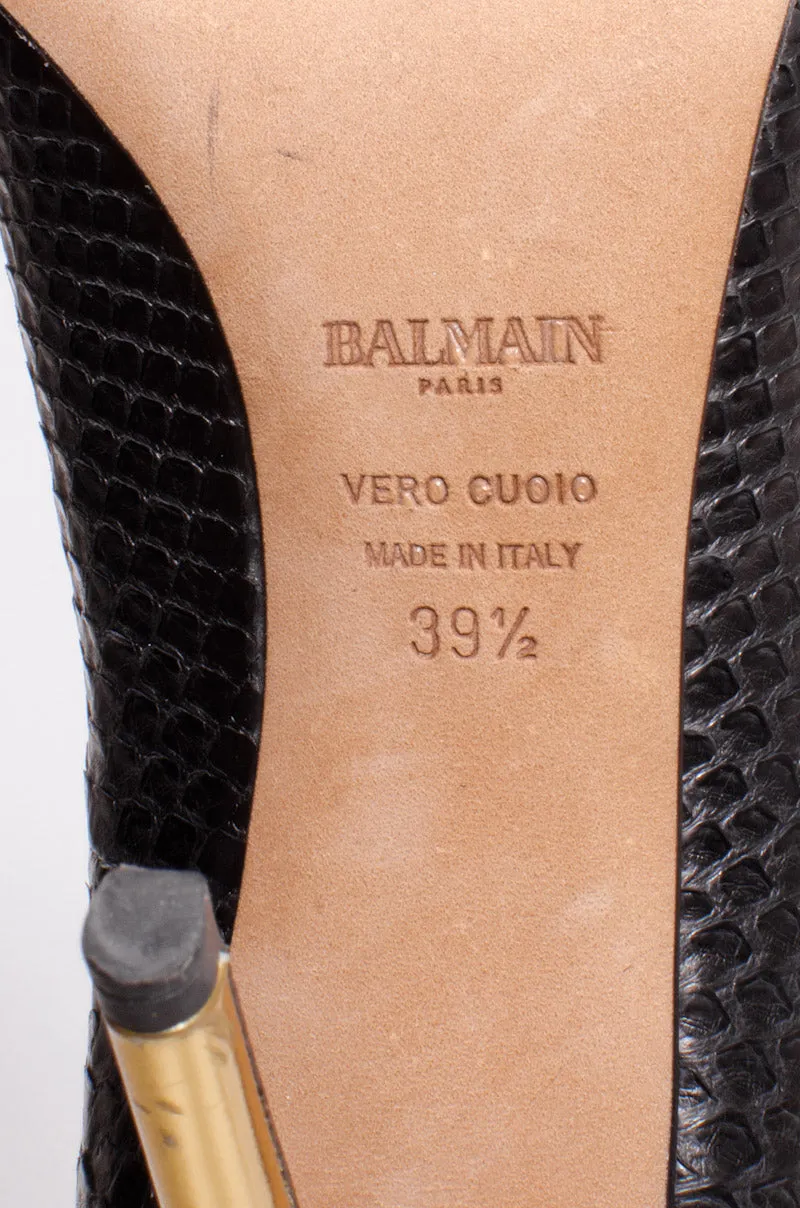 BALMAIN
PARIS
VERO CUOIO
MADE IN ITALY
39½